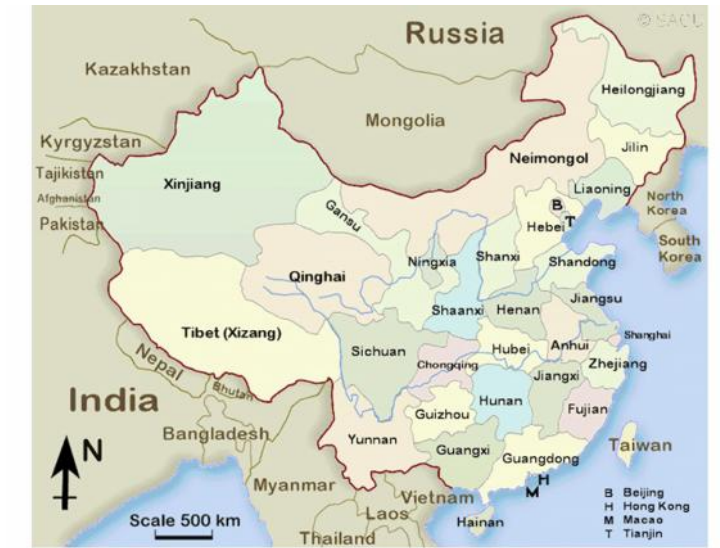 © SACU
Russia
Kazakhstan
Mongolia
Heilongjiang
Kyrgyzstan
Neimongol
Jilin
Tajikistan
Xinjiang
Liaoning
Afghanistan
North
Korea
Pakistan
Gansu
B
Hebei
T
South
Korea
Ningxia
Shanxi
Shandong
Qinghai
Shaanxi
Henan
Jiangsu
Tibet (Xizang)
Sichuan
Chongqing
Hubei
Anhui
Shanghai
Zhejiang
Nepal
Bhutan
Jiangxi
India
Hunan
Guizhou
Fujian
Bangladesh
Yunnan
Guangxi
Guangdong
Taiwan
N
Myanmar
Vietnam
H
M
Laos
Hainan
Thailand
Scale 500 km
B Beijing
H Hong Kong
M Macao
T Tianjin